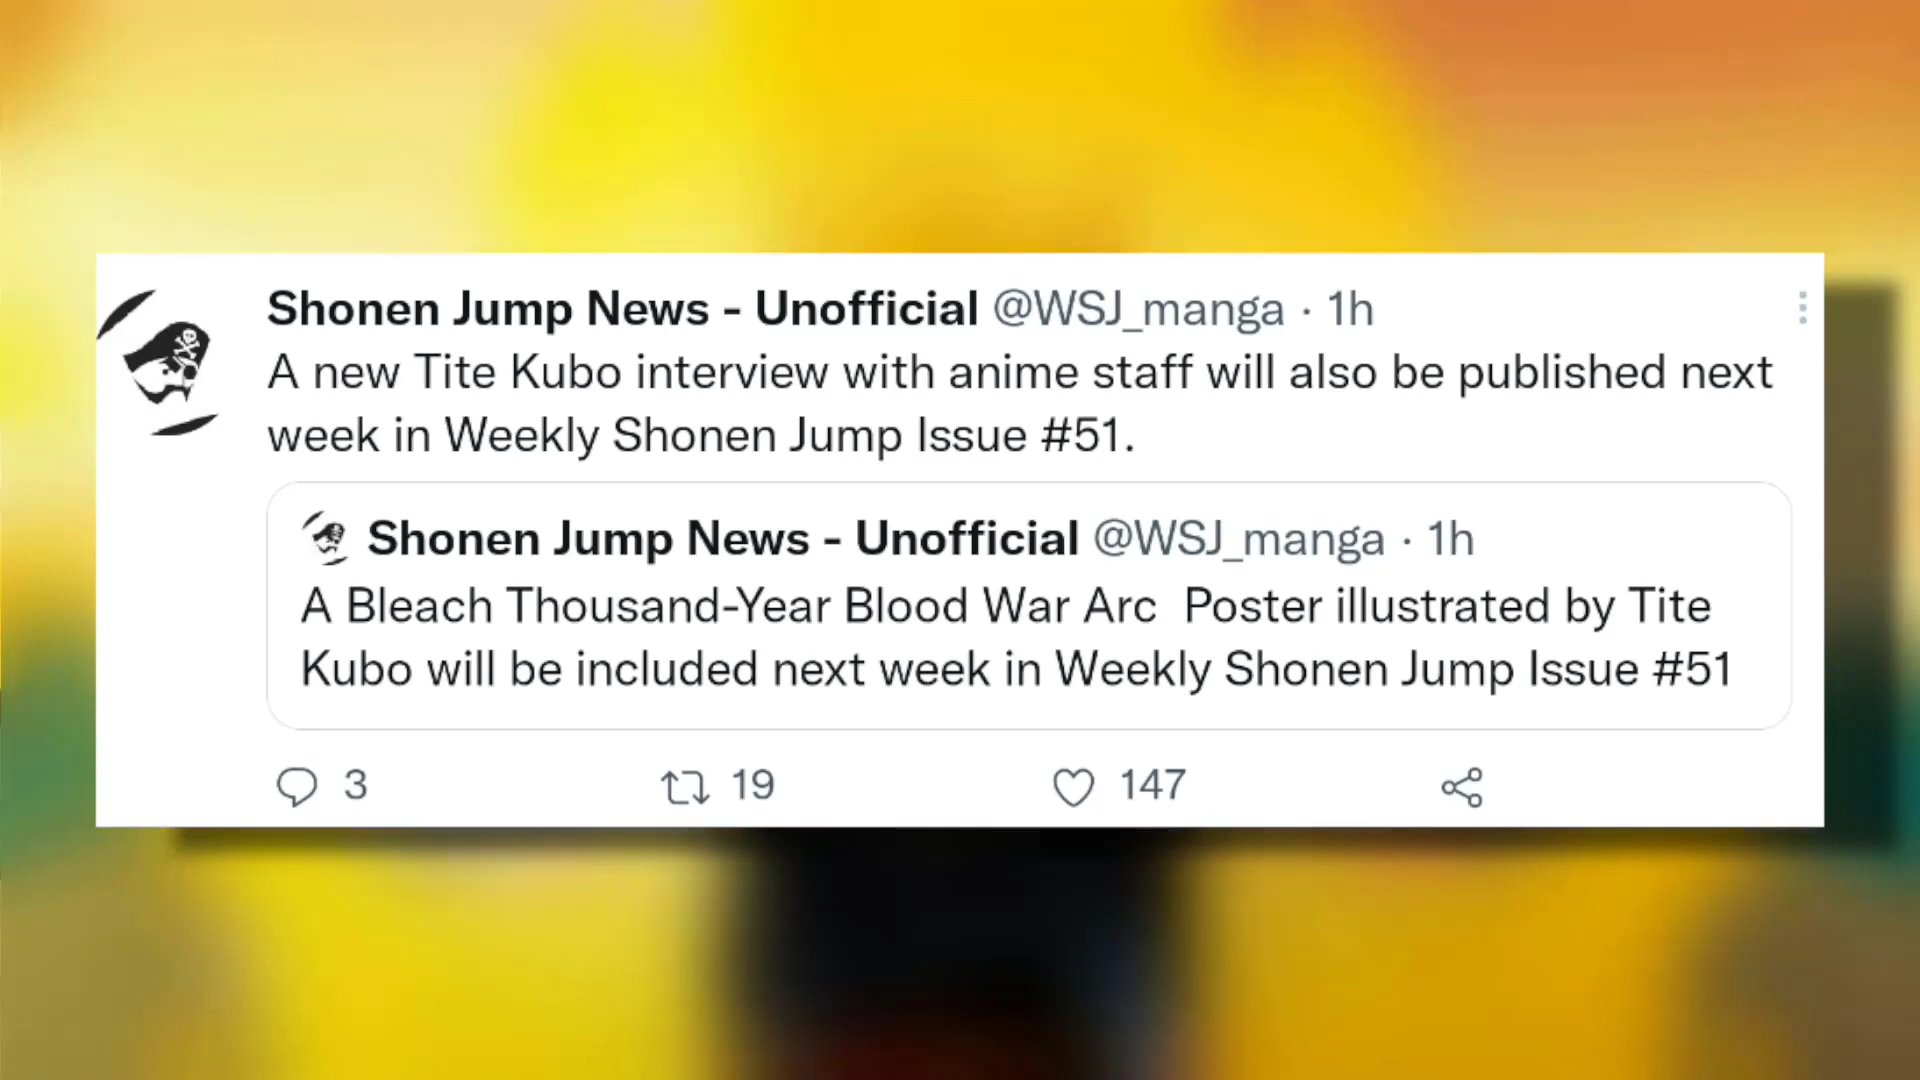 Shonen Jump News - Unofficial @WSJ_manga · 1h
A new Tite Kubo interview with anime staff will also be published next
week in Weekly Shonen Jump Issue #51.
Shonen Jump News - Unofficial @WSJ_manga · 1h
A Bleach Thousand-Year Blood War Arc  Poster illustrated by Tite
Kubo will be included next week in Weekly Shonen Jump Issue #51
3 19 147